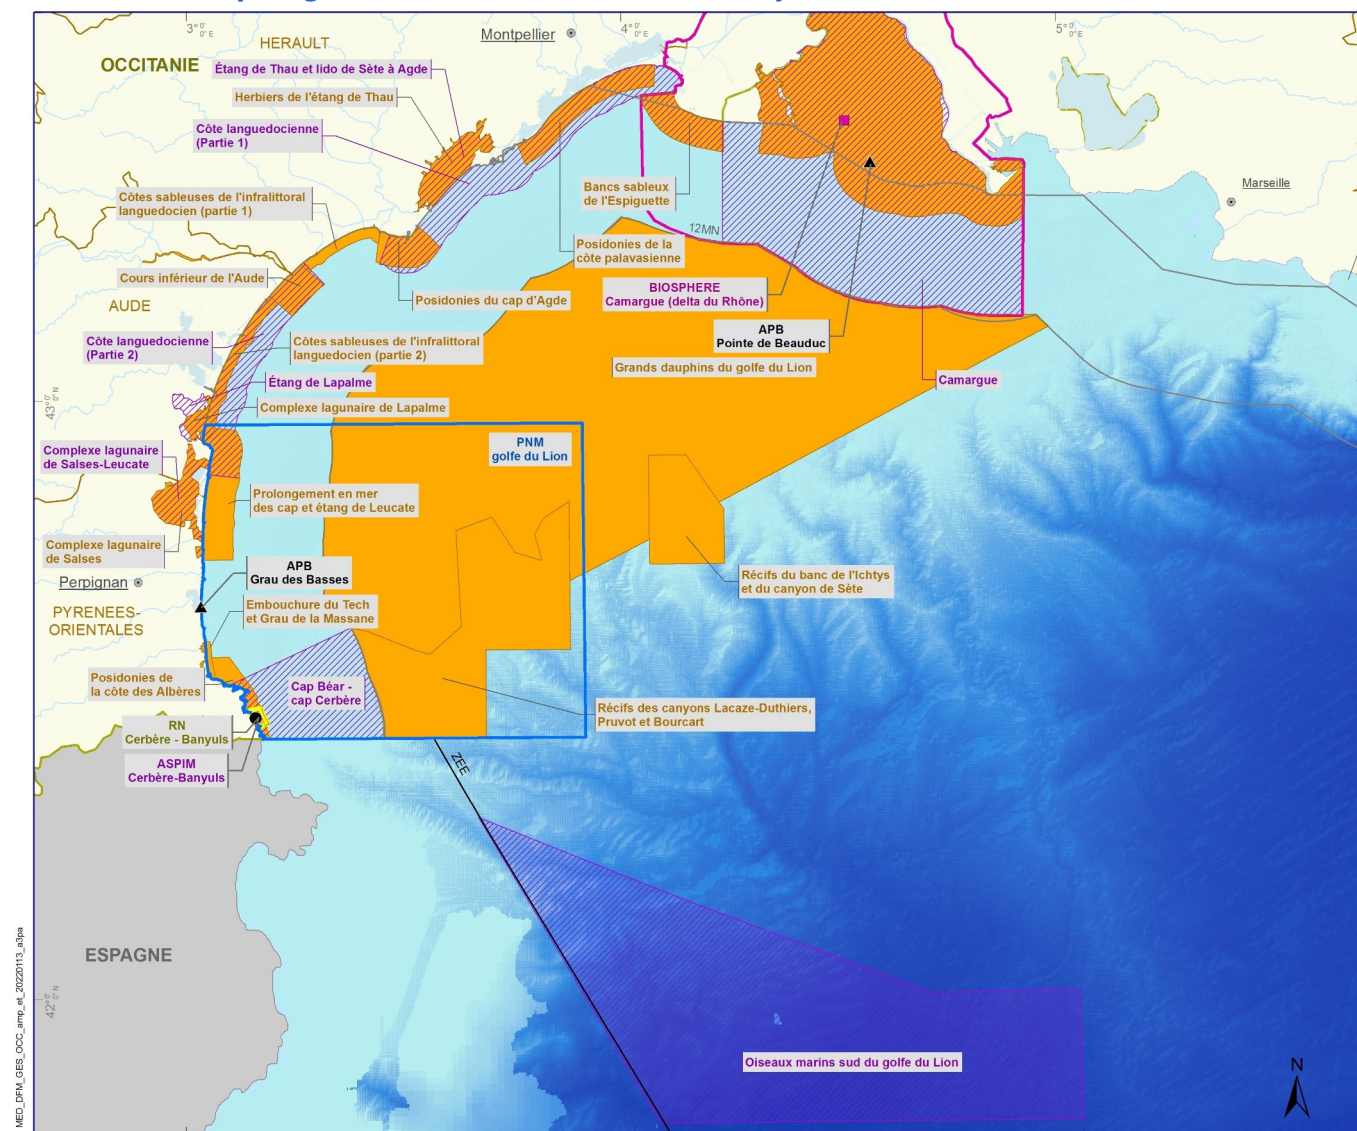 3° 0' 0" E
4° 0' 0" E
5° 0' 0" E
Montpellier
HERAULT
OCCITANIE
Étang de Thau et lido de Sète à Agde
Herbiers de l'étang de Thau
Côte languedocienne
(Partie 1)
Bancs sableux
de l'Espiguette
Marseille
Côtes sableuses de l'infralittoral
languedocien (partie 1)
12MN
Posidonies de la
côte palavasienne
Cours inférieur de l'Aude
BIOSPHERE
Camargue (delta du Rhône)
Posidonies du cap d'Agde
AUDE
APB
Pointe de Beauduc
Côte languedocienne
(Partie 2)
Côtes sableuses de l'infralittoral
languedocien (partie 2)
Grands dauphins du golfe du Lion
Camargue
Étang de Lapalme
Complexe lagunaire de Lapalme
43° 0' 0" N
PNM
golfe du Lion
Complexe lagunaire
de Salses-Leucate
Prolongement en mer
des cap et étang de Leucate
Complexe lagunaire
de Salses
APB
Grau des Basses
Perpignan
Récifs du banc de l'Ichtys
et du canyon de Sète
Embouchure du Tech
et Grau de la Massane
PYRENEES-
ORIENTALES
Posidonies de
la côte des Albères
Cap Béar -
cap Cerbère
Récifs des canyons Lacaze-Duthiers,
Pruvot et Bourcart
RN
Cerbère - Banyuls
ASPIM
Cerbère-Banyuls
ZEE
ESPAGNE
42° 0' 0" N
Oiseaux marins sud du golfe du Lion
N
MED_DFM_GES_OCC_amp_et_20220113_a3pa